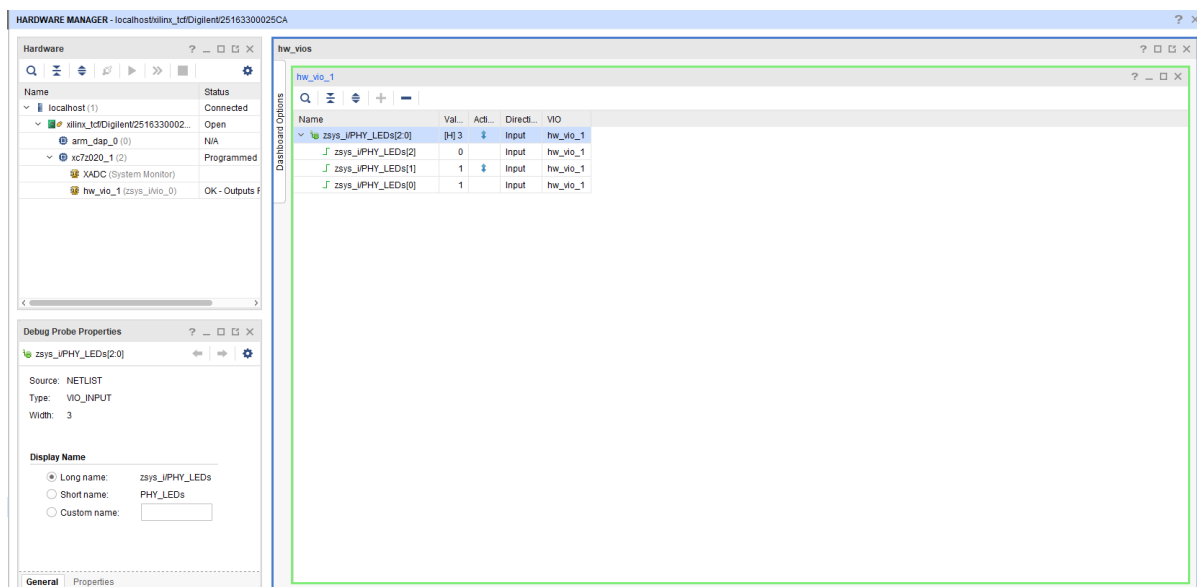 HARDWARE MANAGER - localhost/xilinx_tcf/Digilent/25163300025CA
Hardware
Name Status
localhost (1) Connected
xilinx_tcf/Digilent/2516330002... Open
arm_dap_0 (0) N/A
xc7z020_1 (2) Programmed
XADC (System Monitor)
hw_vio_1 (zsys_i/vio_0) OK - Outputs F
Debug Probe Properties
zsys_i/PHY_LEDs[2:0]
Source: NETLIST
Type: VIO_INPUT
Width: 3
Display Name
Long name: zsys_i/PHY_LEDs
Short name: PHY_LEDs
Custom name:
General Properties
hw_vios
Dashboard Options
hw_vio_1
Name Val... Acti... Directi... VIO
zsys_i/PHY_LEDs[2:0] [H] 3 Input hw_vio_1
zsys_i/PHY_LEDs[2] 0 Input hw_vio_1
zsys_i/PHY_LEDs[1] 1 Input hw_vio_1
zsys_i/PHY_LEDs[0] 1 Input hw_vio_1